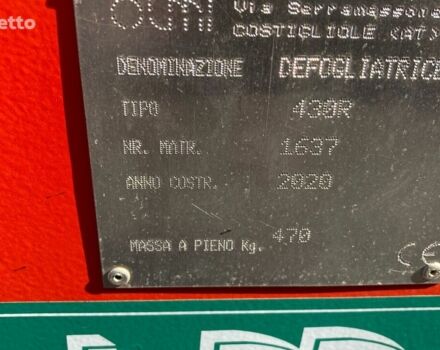 etto
Via Serramassone
COSTIGLIOLE (AT)
DENOMINAZIONE DEFOGLIATRICE
TIPO 430R
NR. MATR. 1637
ANNO COSTR. 2020
MASSA A PIENO Kg. 470
CE